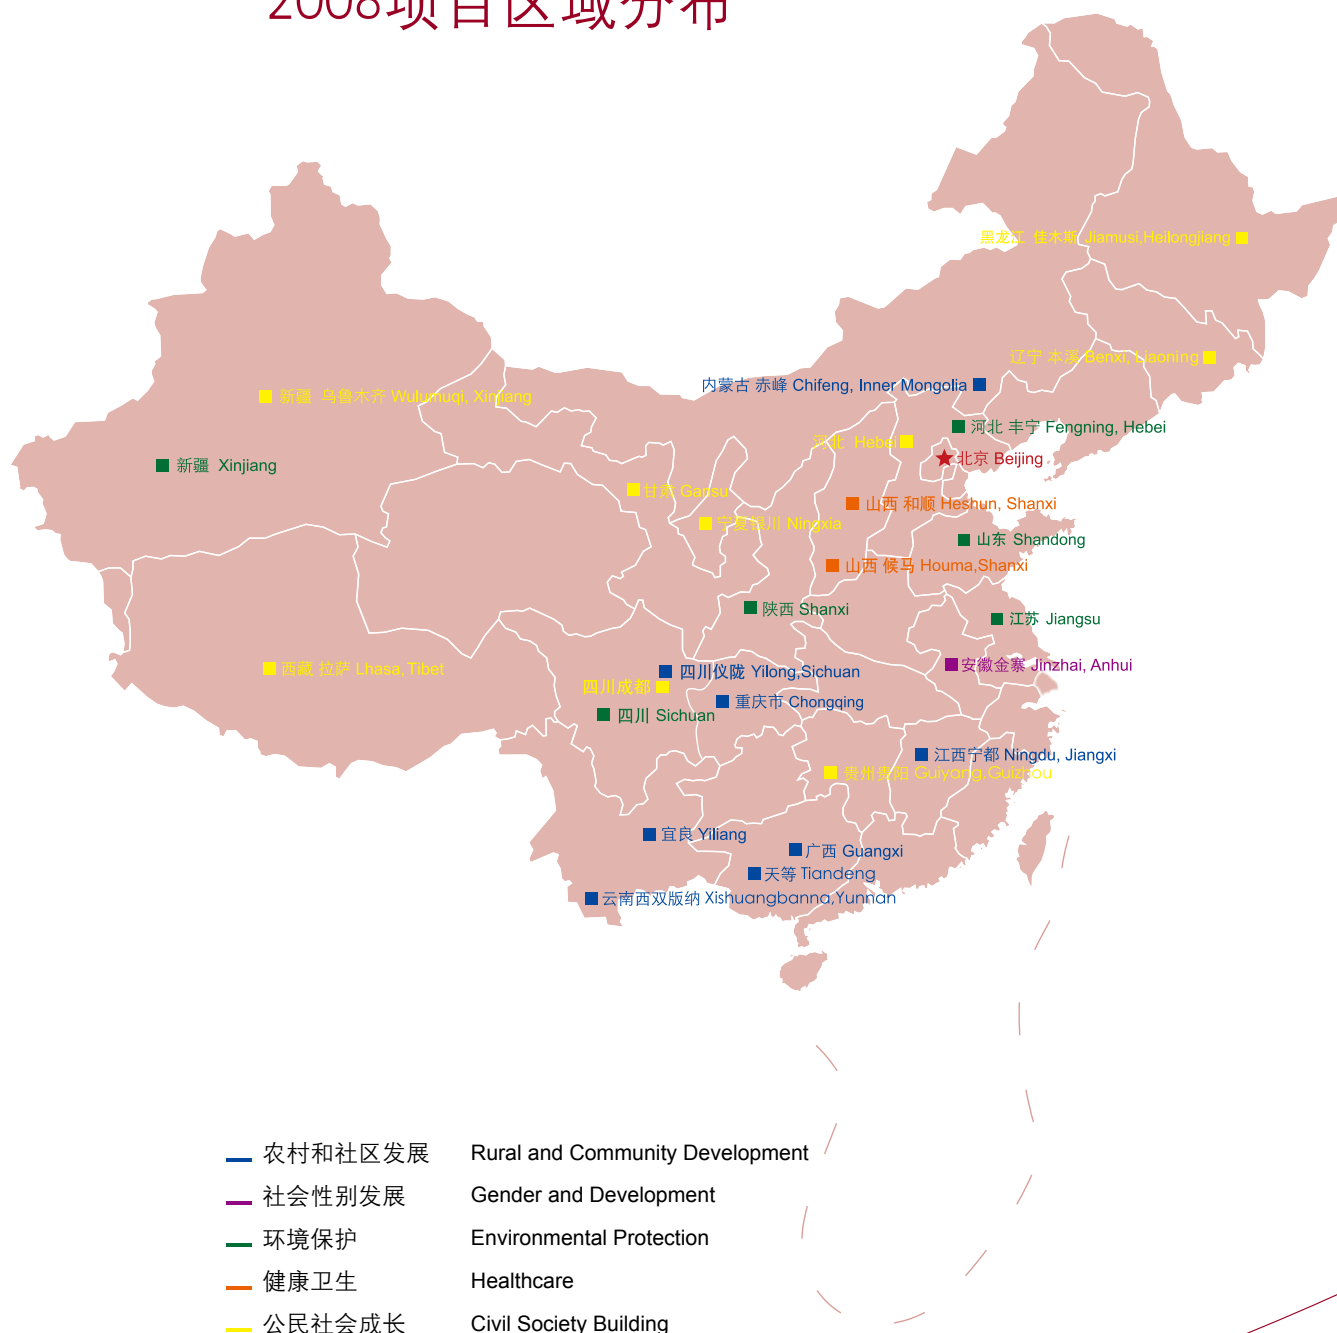 2008项目区域分布
黑龙江 佳木斯 Jiamusi,Heilongjiang
辽宁 本溪 Benxi, Liaoning
内蒙古 赤峰 Chifeng, Inner Mongolia
新疆 乌鲁木齐 Wulumuqi, Xinjiang
河北 丰宁 Fengning, Hebei
河北 Hebei
北京 Beijing
新疆 Xinjiang
甘肃 Gansu
山西 和顺 Heshun, Shanxi
宁夏银川 Ningxia
山东 Shandong
山西 候马 Houma,Shanxi
陕西 Shanxi
江苏 Jiangsu
安徽金寨 Jinzhai, Anhui
西藏 拉萨 Lhasa,Tibet
四川仪陇 Yilong,Sichuan
四川成都
重庆市 Chongqing
四川 Sichuan
江西宁都 Ningdu, Jiangxi
贵州贵阳 Guiyang,Guizhou
宜良 Yiliang
广西 Guangxi
天等 Tiandeng
云南西双版纳 Xishuangbanna,Yunnan
农村和社区发展 Rural and Community Development
社会性别发展 Gender and Development
环境保护 Environmental Protection
健康卫生 Healthcare
公民社会成长 Civil Society Building